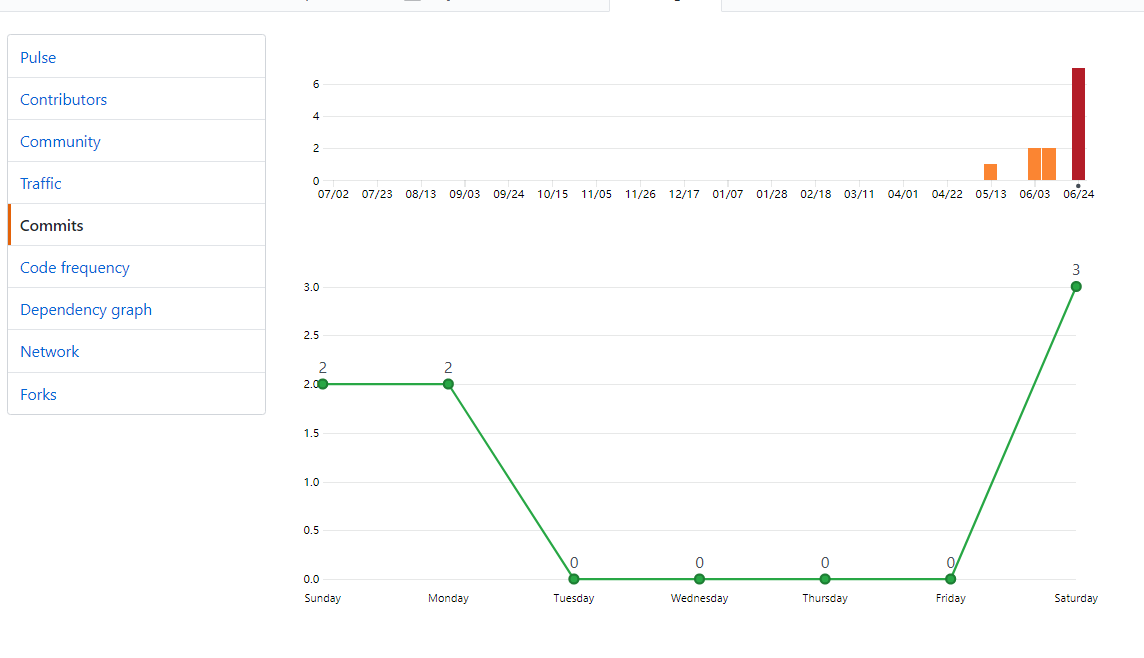 Pulse
Contributors
Community
Traffic
Commits
Code frequency
Dependency graph
Network
Forks
6
4
2
0
07/02 07/23 08/13 09/03 09/24 10/15 11/05 11/26 12/17 01/07 01/28 02/18 03/11 04/01 04/22 05/13 06/03 06/24
3
3.0
2.5
2 2
2.0
1.5
1.0
0.5
0 0 0 0
0.0
Sunday Monday Tuesday Wednesday Thursday Friday Saturday